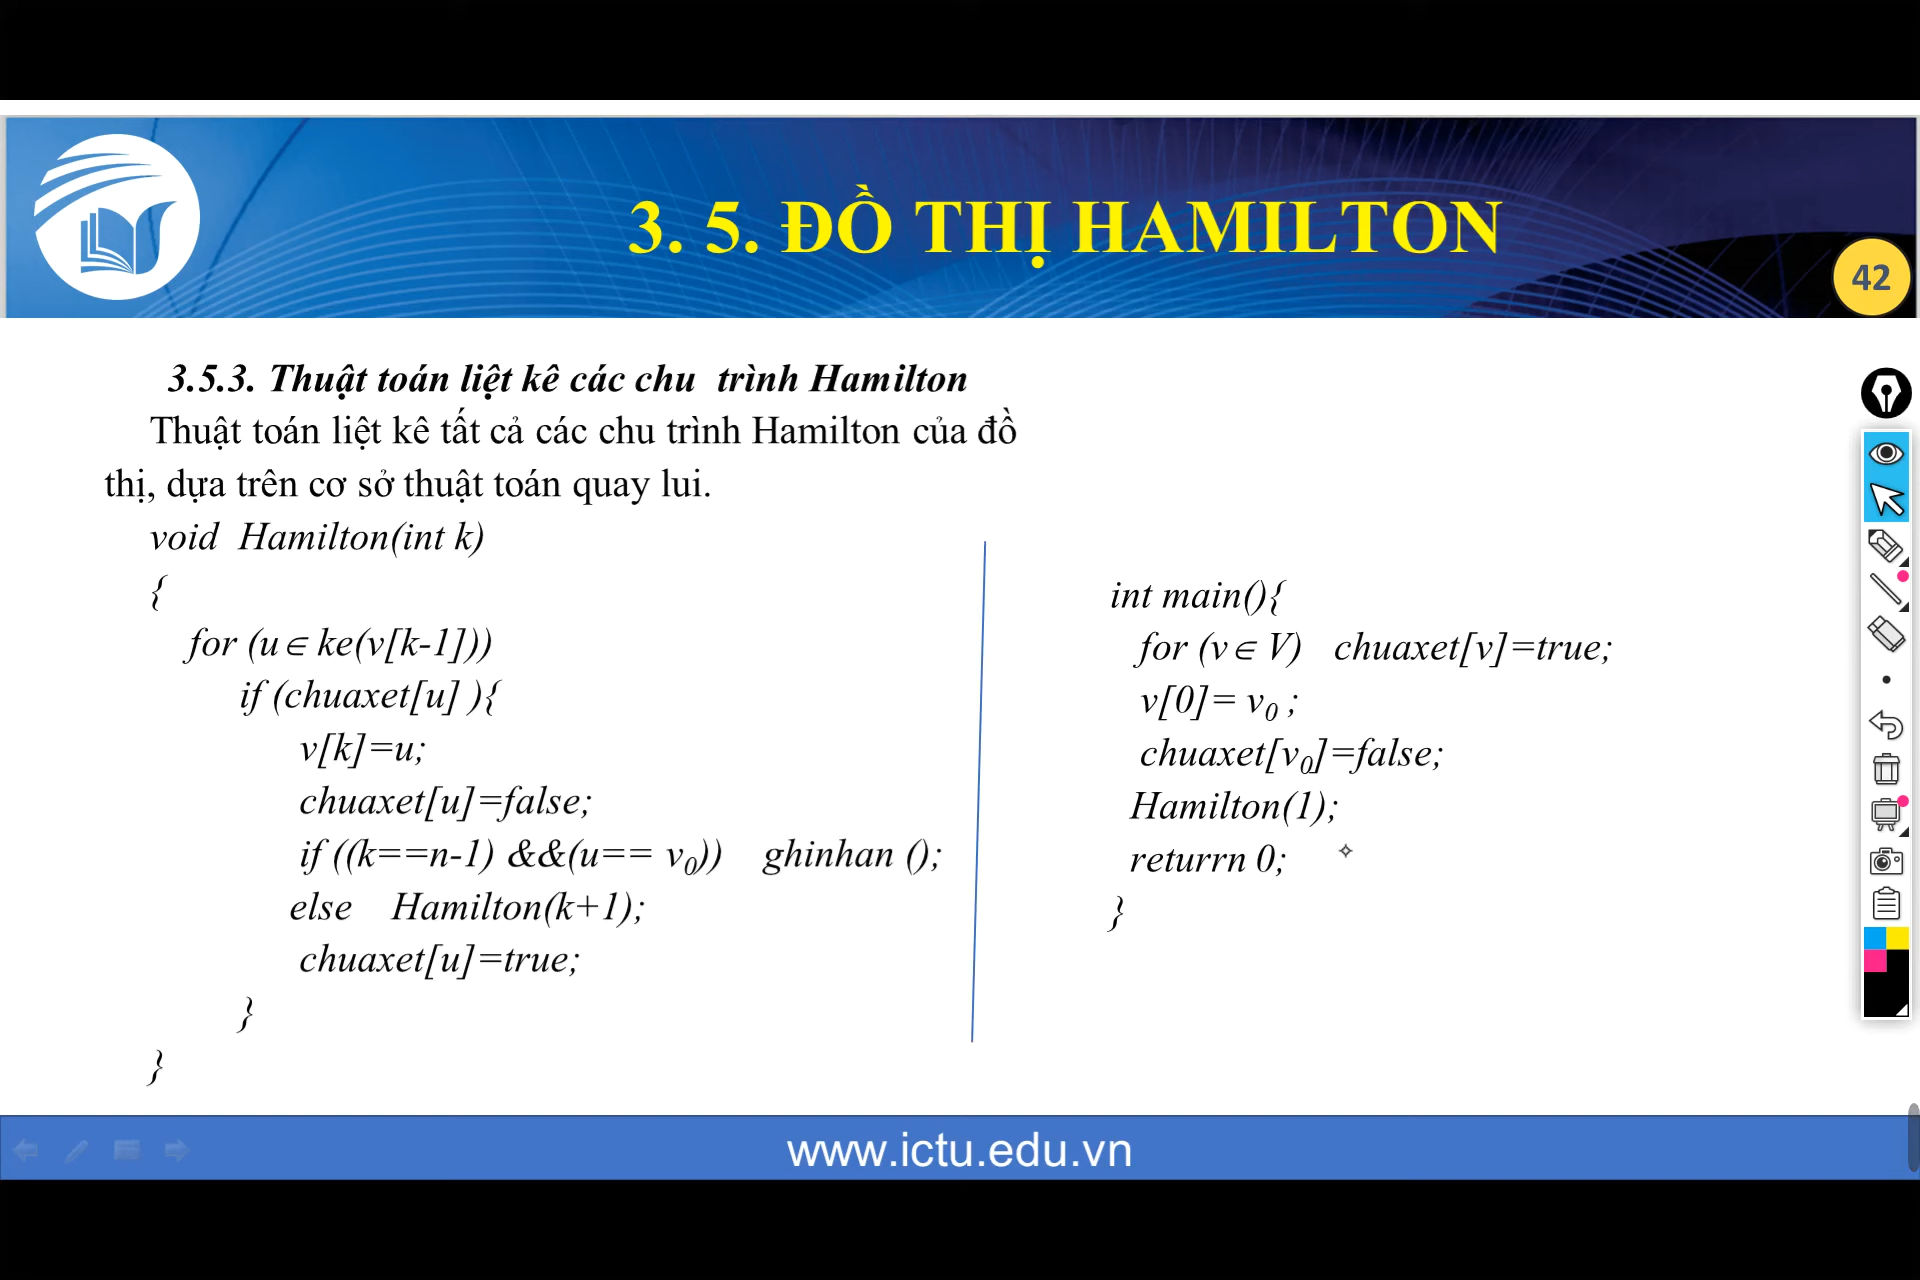 3. 5. ĐỒ THỊ HAMILTON
42
3.5.3. Thuật toán liệt kê các chu trình Hamilton
Thuật toán liệt kê tất cả các chu trình Hamilton của đồ
thị, dựa trên cơ sở thuật toán quay lui.
void Hamilton(int k)
{
for (u∈ ke(v[k-1]))
if (chuaxet[u] ){
v[k]=u;
chuaxet[u]=false;
if ((k==n-1) &&(u== v₀)) ghinhan ();
else Hamilton(k+1);
chuaxet[u]=true;
}
}
int main(){
for (v∈ V) chuaxet[v]=true;
v[0]= v₀ ;
chuaxet[v₀]=false;
Hamilton(1);
returrn 0;
}
www.ictu.edu.vn